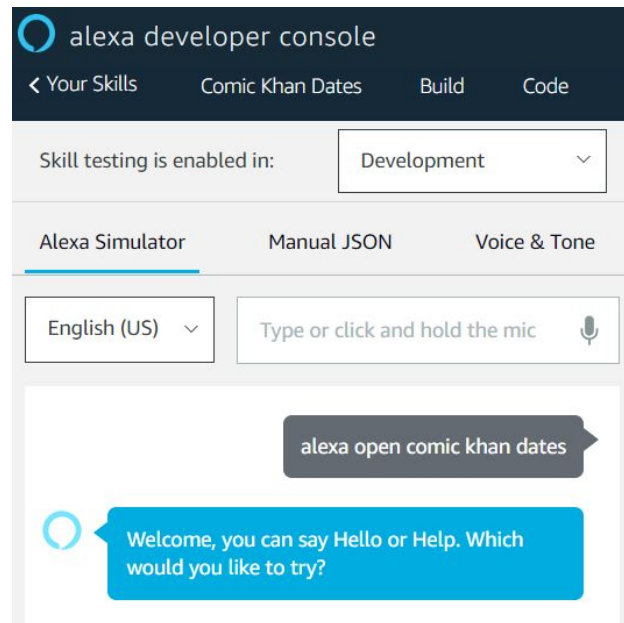 alexa developer console
< Your Skills Comic Khan Dates Build Code
Skill testing is enabled in: Development
Alexa Simulator Manual JSON Voice & Tone
English (US) Type or click and hold the mic
alexa open comic khan dates
Welcome, you can say Hello or Help. Which
would you like to try?